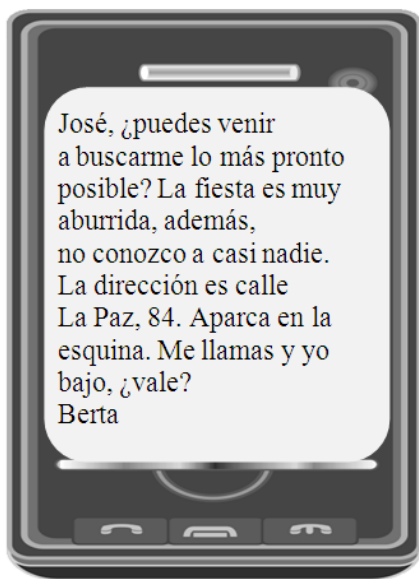 José, ¿puedes venir
a buscarme lo más pronto
posible? La fiesta es muy
aburrida, además,
no conozco a casi nadie.
La dirección es calle
La Paz, 84. Aparca en la
esquina. Me llamas y yo
bajo, ¿vale?
Berta